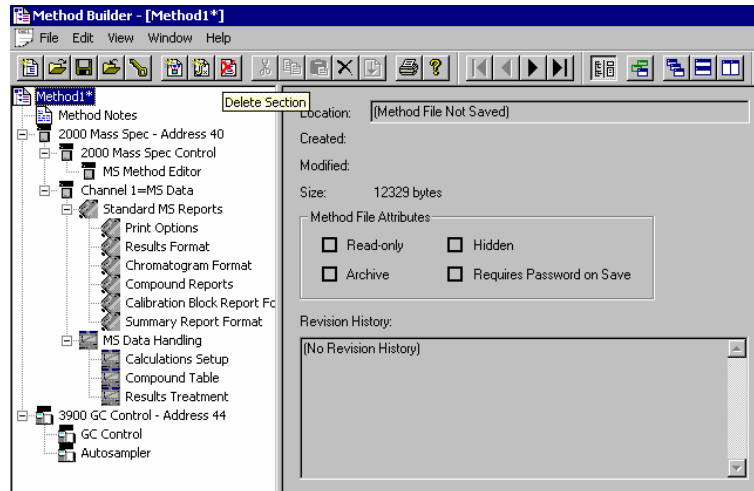 Method Builder - [Method1*]
File Edit View Window Help
Method1*
Delete Section
Method Notes
2000 Mass Spec - Address 40
2000 Mass Spec Control
MS Method Editor
Channel 1=MS Data
Standard MS Reports
Print Options
Results Format
Chromatogram Format
Compound Reports
Calibration Block Report Fc
Summary Report Format
MS Data Handling
Calculations Setup
Compound Table
Results Treatment
3900 GC Control - Address 44
GC Control
Autosampler
Location: (Method File Not Saved)
Created:
Modified:
Size: 12329 bytes
Method File Attributes
Read-only Hidden
Archive Requires Password on Save
Revision History:
(No Revision History)